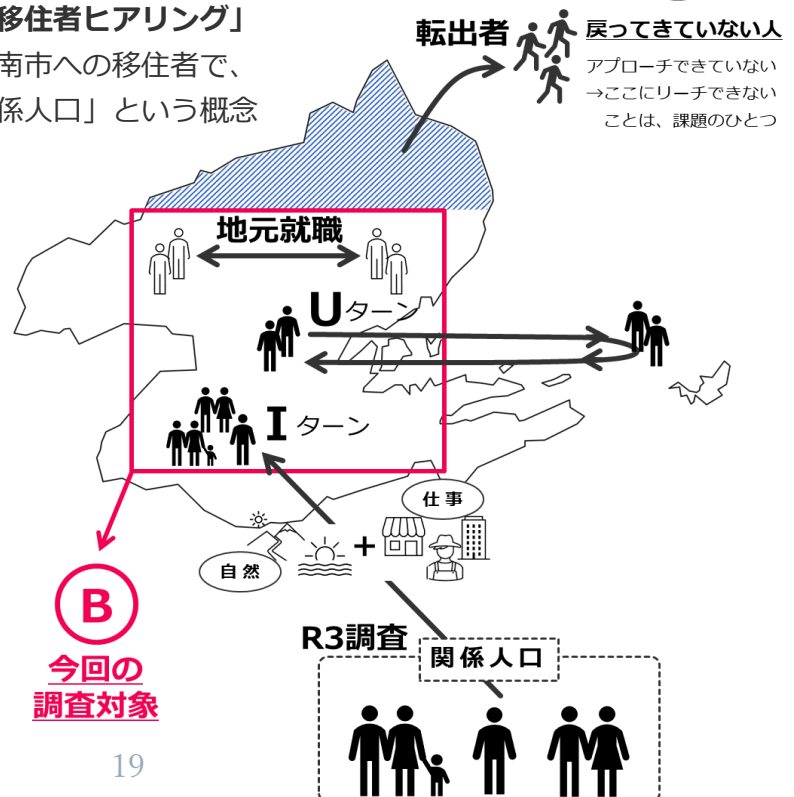 移住者ヒアリング」
南市への移住者で、
係人口」という概念
転出者
戻ってきていない人
アプローチできていない
→ここにリーチできない
ことは、課題のひとつ
地元就職
Uターン
Iターン
仕事
自然
+
B
今回の
調査対象
R3調査
関係人口
19